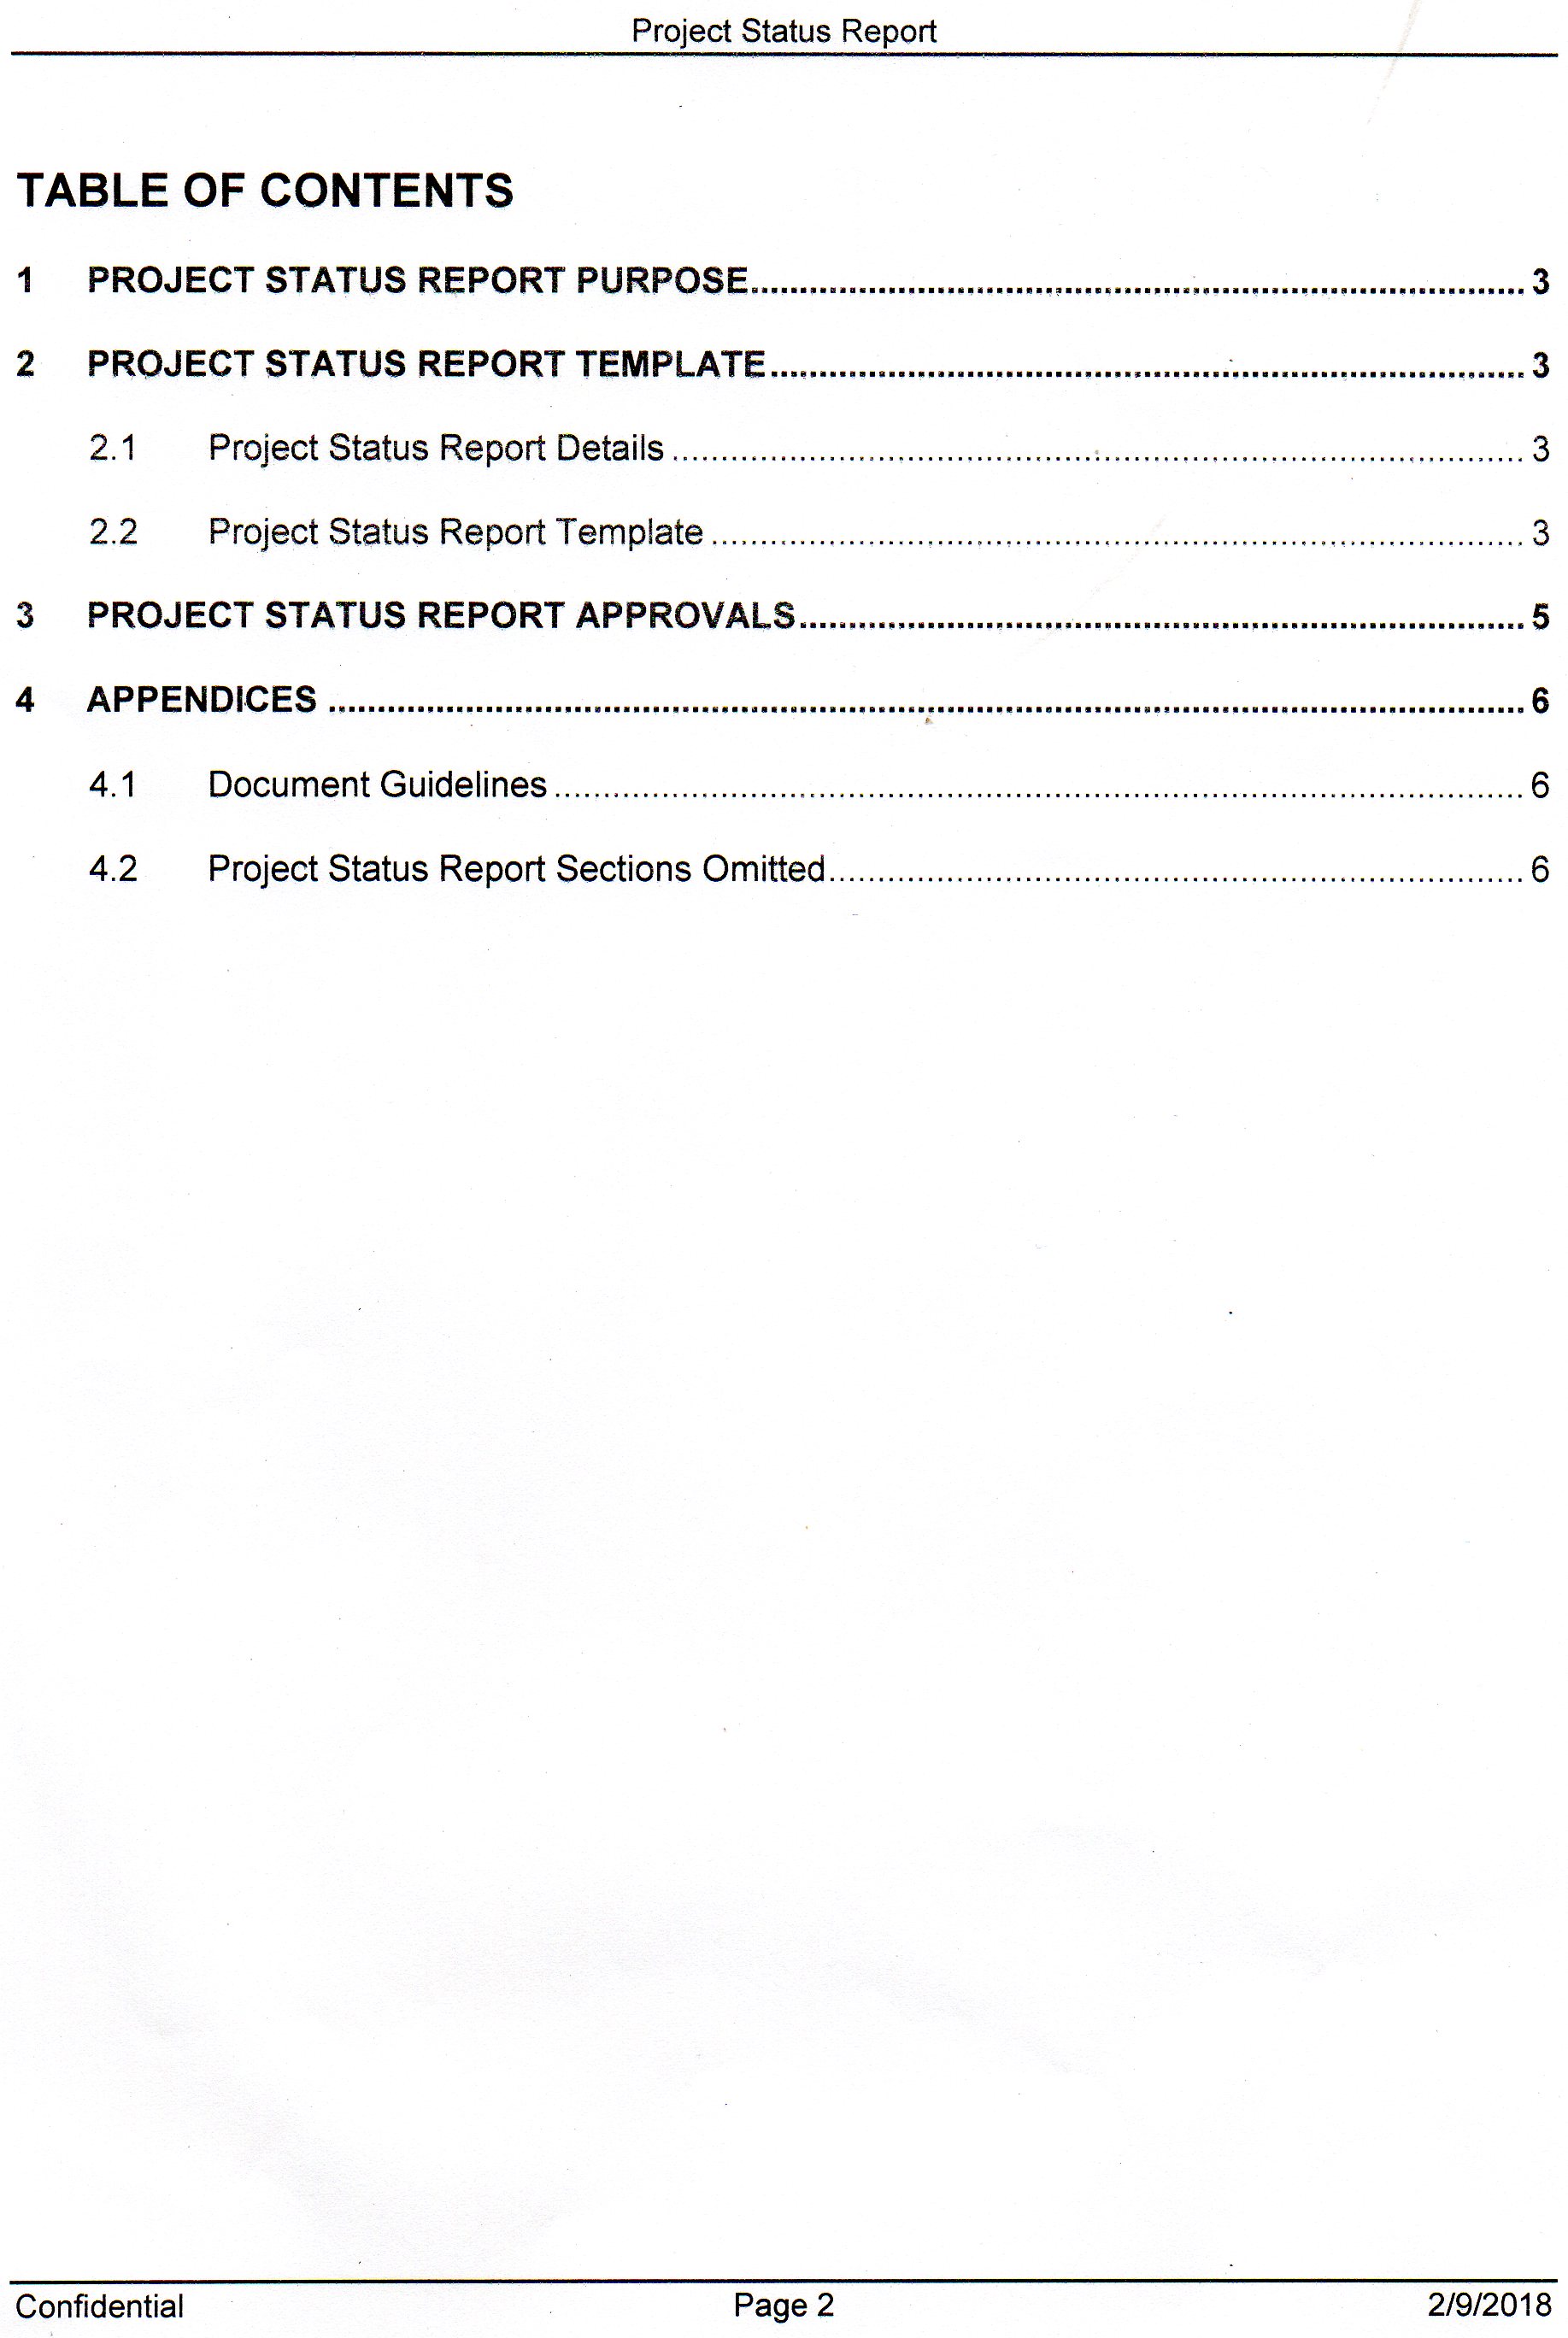 Project Status Report
TABLE OF CONTENTS
1 PROJECT STATUS REPORT PURPOSE 3
2 PROJECT STATUS REPORT TEMPLATE 3
2.1 Project Status Report Details 3
2.2 Project Status Report Template 3
3 PROJECT STATUS REPORT APPROVALS 5
4 APPENDICES 6
4.1 Document Guidelines 6
4.2 Project Status Report Sections Omitted 6
Confidential Page 2 2/9/2018